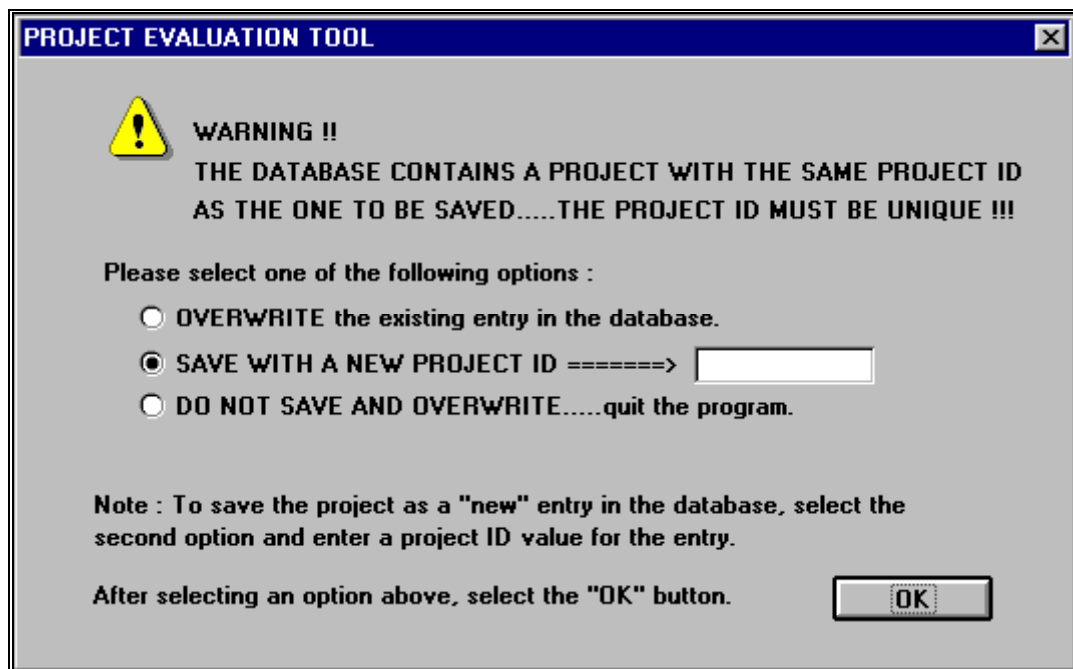 PROJECT EVALUATION TOOL
WARNING !!
THE DATABASE CONTAINS A PROJECT WITH THE SAME PROJECT ID
AS THE ONE TO BE SAVED.....THE PROJECT ID MUST BE UNIQUE !!!
Please select one of the following options :
OVERWRITE the existing entry in the database.
SAVE WITH A NEW PROJECT ID =======>
DO NOT SAVE AND OVERWRITE.....quit the program.
Note : To save the project as a "new" entry in the database, select the
second option and enter a project ID value for the entry.
After selecting an option above, select the "OK" button.
OK